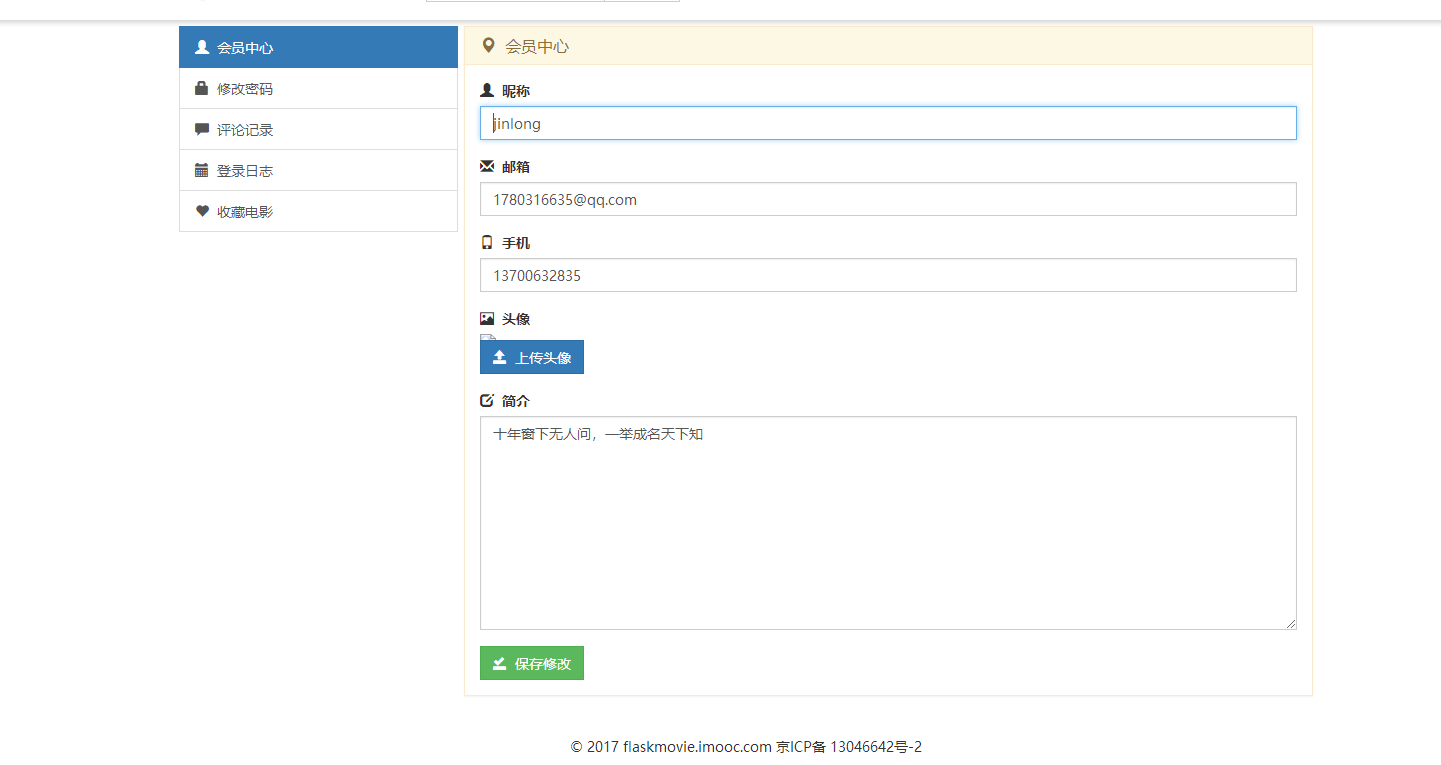 会员中心
修改密码
评论记录
登录日志
收藏电影
会员中心
昵称
jinlong
邮箱
1780316635@qq.com
手机
13700632835
头像
上传头像
简介
十年窗下无人问，一举成名天下知
保存修改
© 2017 flaskmovie.imooc.com 京ICP备 13046642号-2